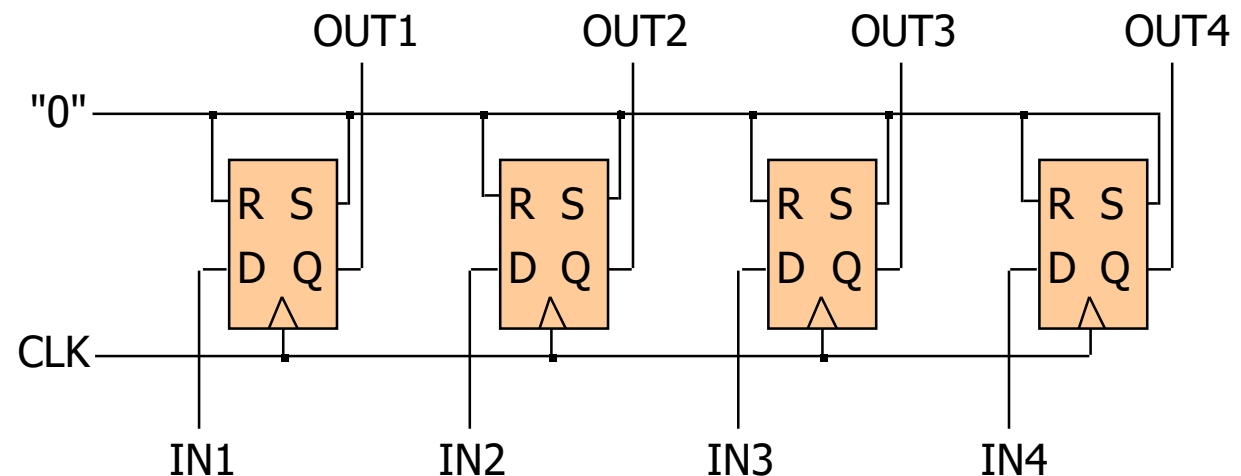 OUT1 OUT2 OUT3 OUT4
"0"
R S R S R S R S
D Q D Q D Q D Q
CLK
IN1 IN2 IN3 IN4